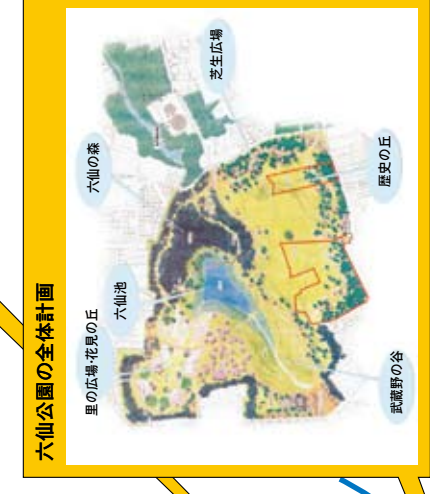 六仙公園の全体計画
里の広場・花見の丘
六仙池
六仙の森
芝生広場
武蔵野の谷
歴史の丘